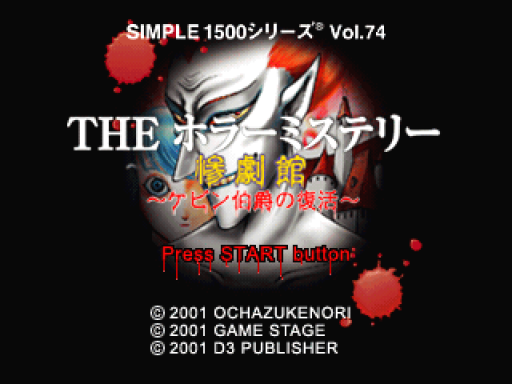 SIMPLE 1500シリーズ® Vol.74
THE ホラーミステリー
惨劇館
～ケビン伯爵の復活～
Press START button
© 2001 OCHAZUKENORI
© 2001 GAME STAGE
© 2001 D3 PUBLISHER